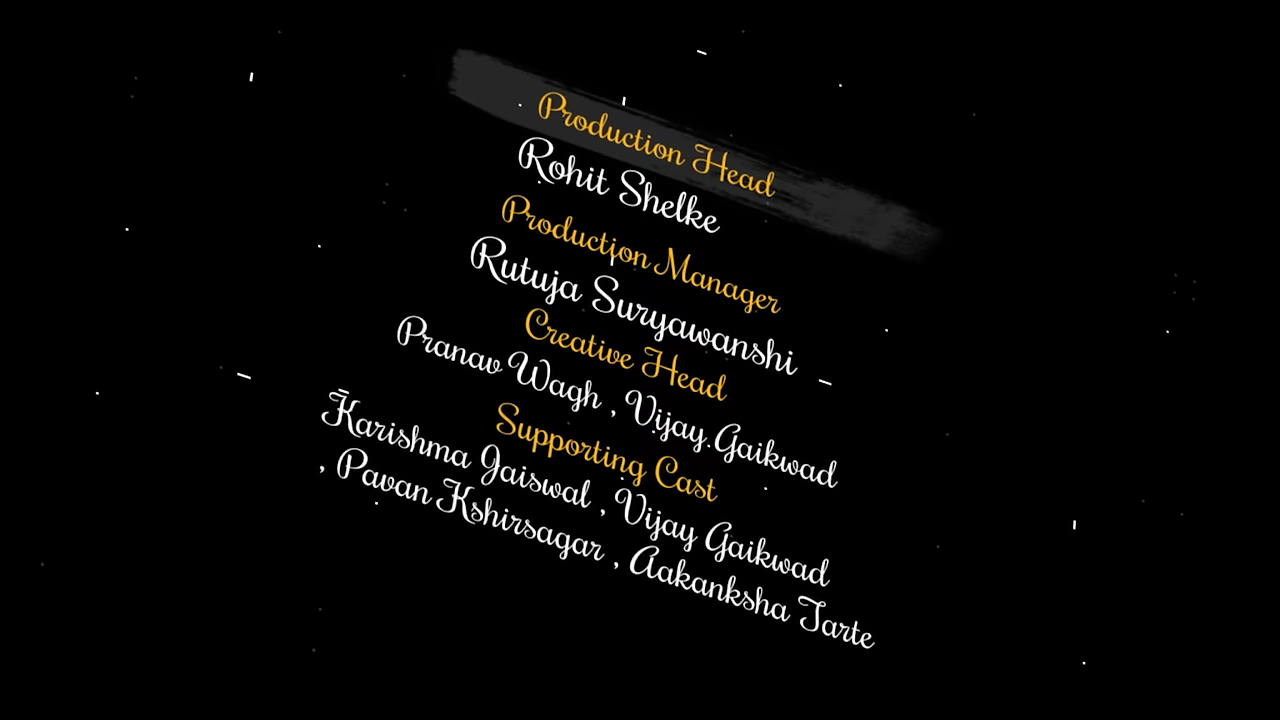 Production Head
Rohit Shelke
Production Manager
Rutuja Suryawanshi
Creative Head
Pranav Wagh , Vijay Gaikwad
Supporting Cast
Karishma Jaiswal , Vijay Gaikwad
, Pavan Kshirsagar , Aakanksha Tarte